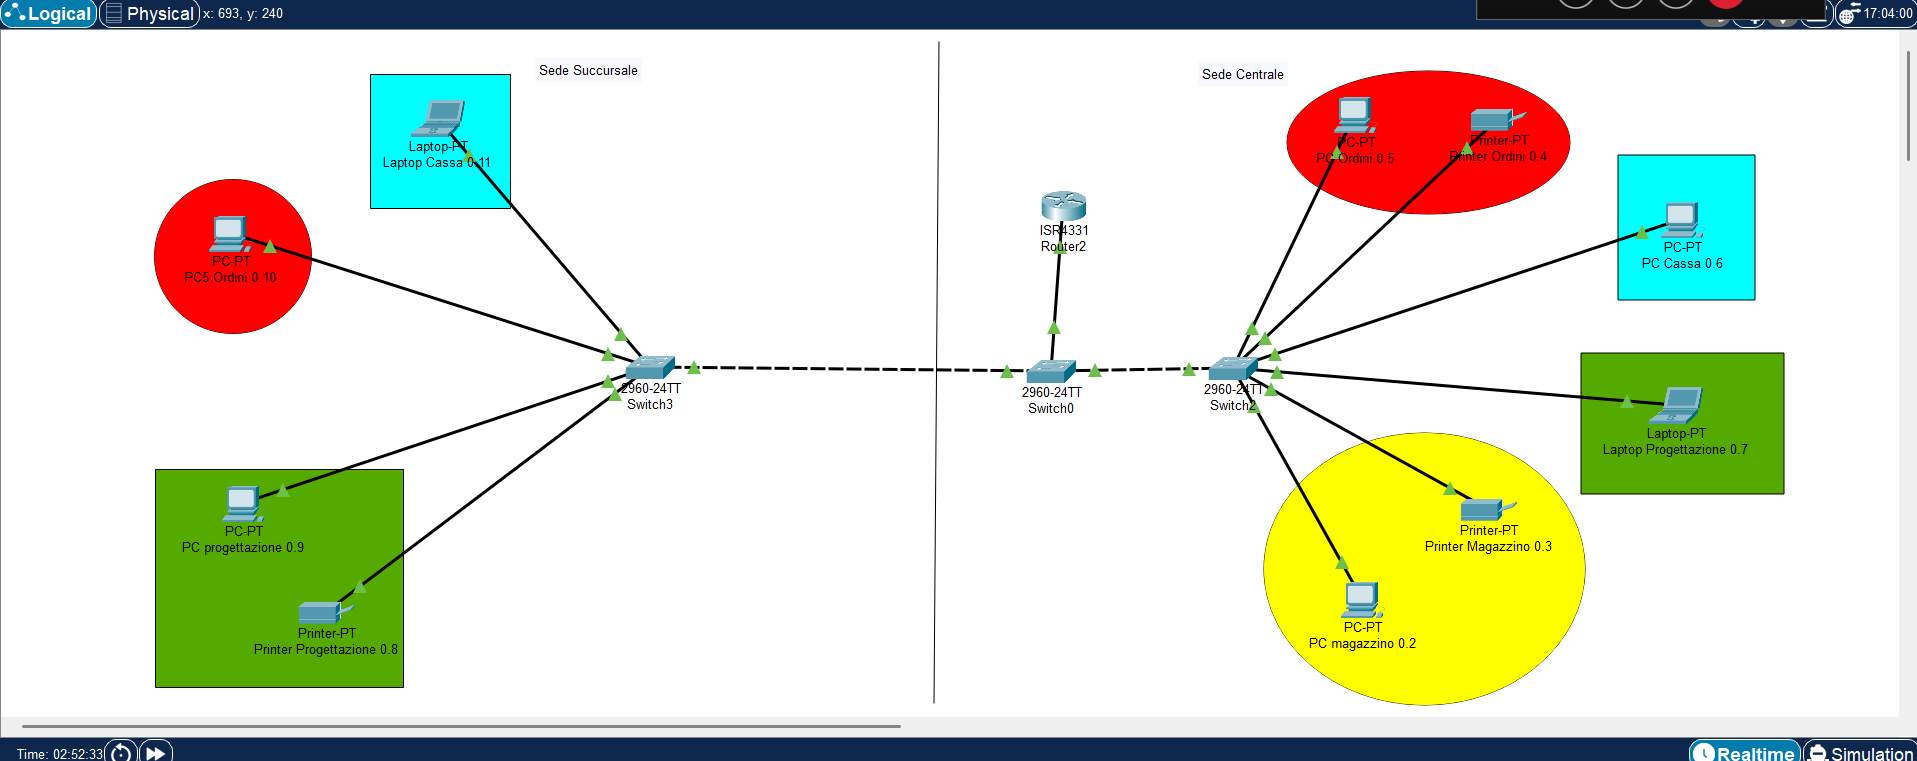 Logical Physical x: 693, y: 240 17:04:00
Sede Succursale
Sede Centrale
Laptop-PT
Laptop Cassa 0.11
PC-PT
PC Ordini 0.5
Printer-PT
Printer Ordini 0.4
PC-PT
PC5 Ordini 0.10
ISR4331
Router2
PC-PT
PC Cassa 0.6
2960-24TT
Switch3
2960-24TT
Switch0
2960-24TT
Switch2
Laptop-PT
Laptop Progettazione 0.7
PC-PT
PC progettazione 0.9
Printer-PT
Printer Magazzino 0.3
Printer-PT
Printer Progettazione 0.8
PC-PT
PC magazzino 0.2
Time: 02:52:33 Realtime Simulation